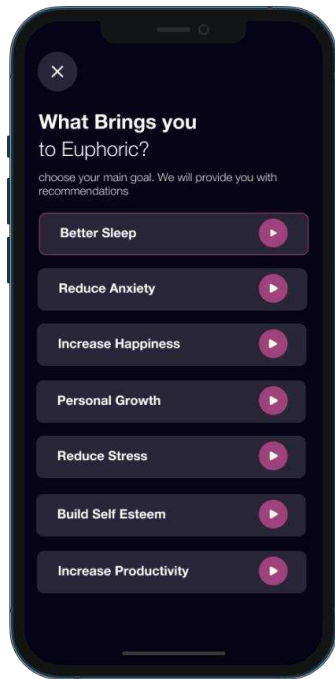 What Brings you
to Euphoric?
choose your main goal. We will provide you with
recommendations
Better Sleep
Reduce Anxiety
Increase Happiness
Personal Growth
Reduce Stress
Build Self Esteem
Increase Productivity